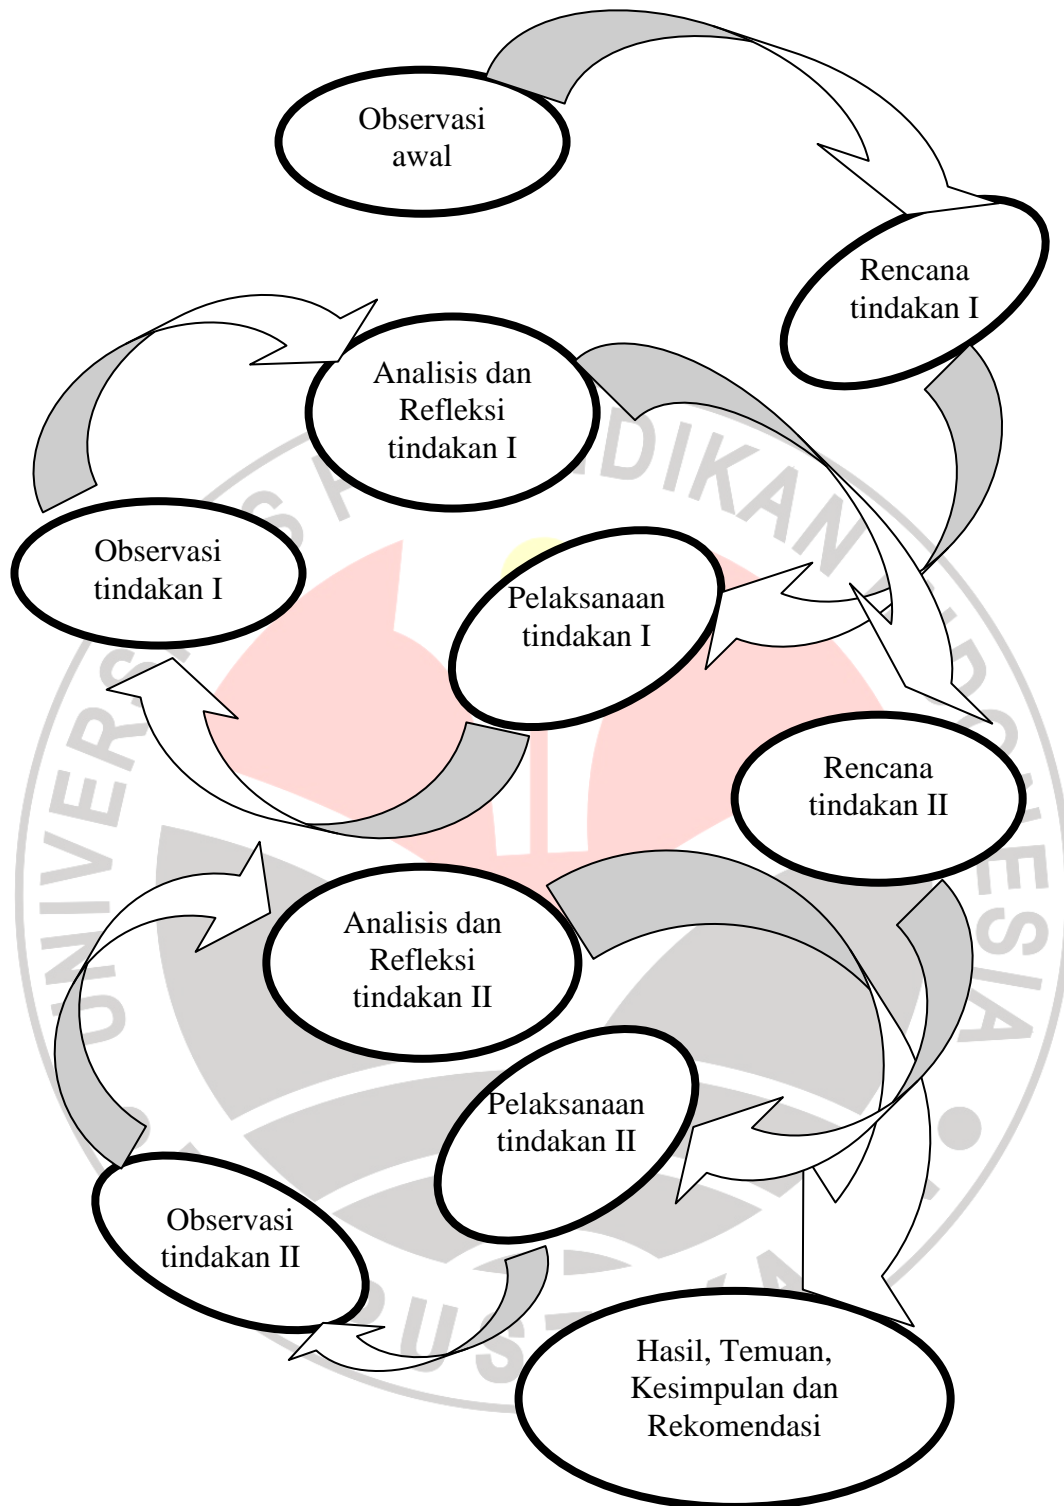 Observasi
awal
Rencana
tindakan I
Analisis dan
Refleksi
tindakan I
Observasi
tindakan I
Pelaksanaan
tindakan I
Rencana
tindakan II
Analisis dan
Refleksi
tindakan II
Pelaksanaan
tindakan II
Observasi
tindakan II
Hasil, Temuan,
Kesimpulan dan
Rekomendasi